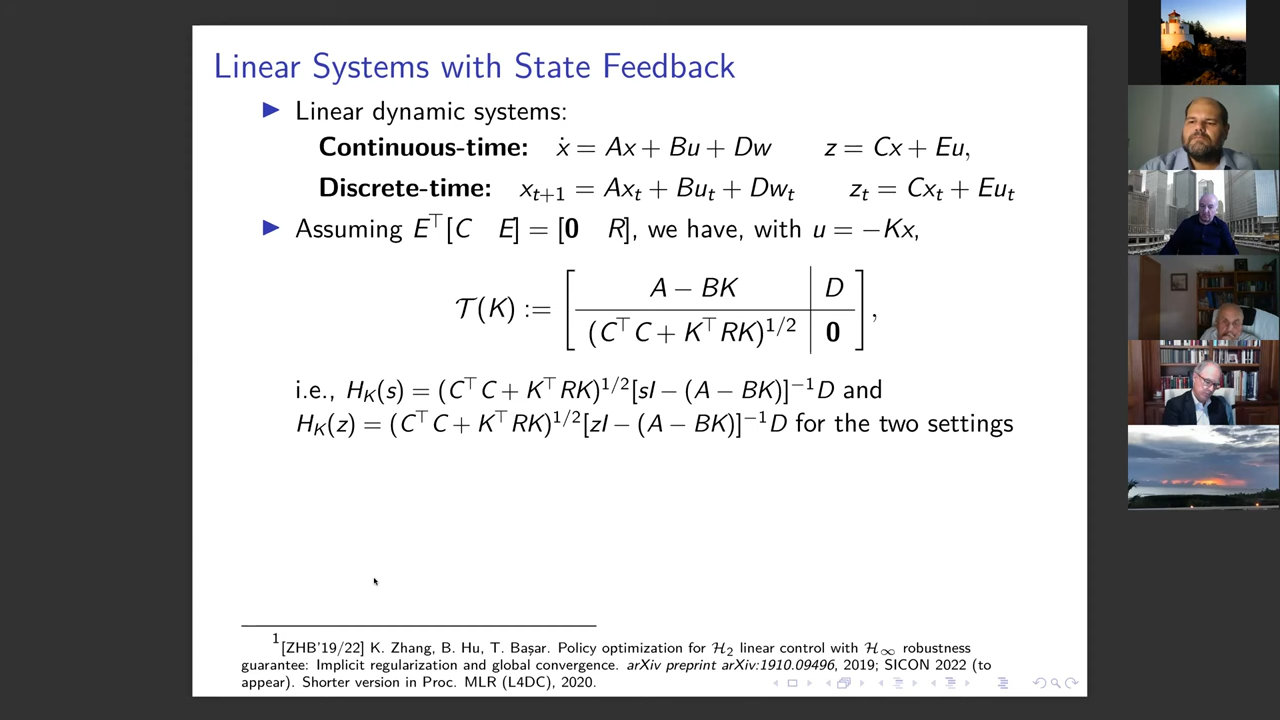 Linear Systems with State Feedback
▶ Linear dynamic systems:
Continuous-time: ẋ = Ax + Bu + Dw z = Cx + Eu,
Discrete-time: x_{t+1} = Ax_t + Bu_t + Dw_t z_t = Cx_t + Eu_t
▶ Assuming E^⊤[C E] = [0 R], we have, with u = −Kx,
𝒯(K) := [ A − BK | D
(C^⊤C + K^⊤RK)^{1/2} | 0 ],
i.e., H_K(s) = (C^⊤C + K^⊤RK)^{1/2}[sI − (A − BK)]^{−1}D and
H_K(z) = (C^⊤C + K^⊤RK)^{1/2}[zI − (A − BK)]^{−1}D for the two settings
¹[ZHB'19/22] K. Zhang, B. Hu, T. Başar. Policy optimization for ℋ₂ linear control with ℋ∞ robustness
guarantee: Implicit regularization and global convergence. arXiv preprint arXiv:1910.09496, 2019; SICON 2022 (to
appear). Shorter version in Proc. MLR (L4DC), 2020.